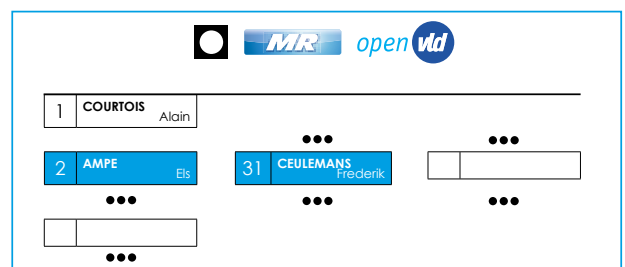 MR open vld
1 COURTOIS
Alain
●●● ●●●
2 AMPE 31 CEULEMANS
Els Frederik
●●● ●●● ●●●
●●●